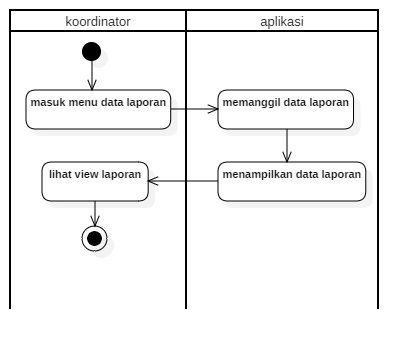 koordinator
aplikasi
masuk menu data laporan
memanggil data laporan
lihat view laporan
menampilkan data laporan